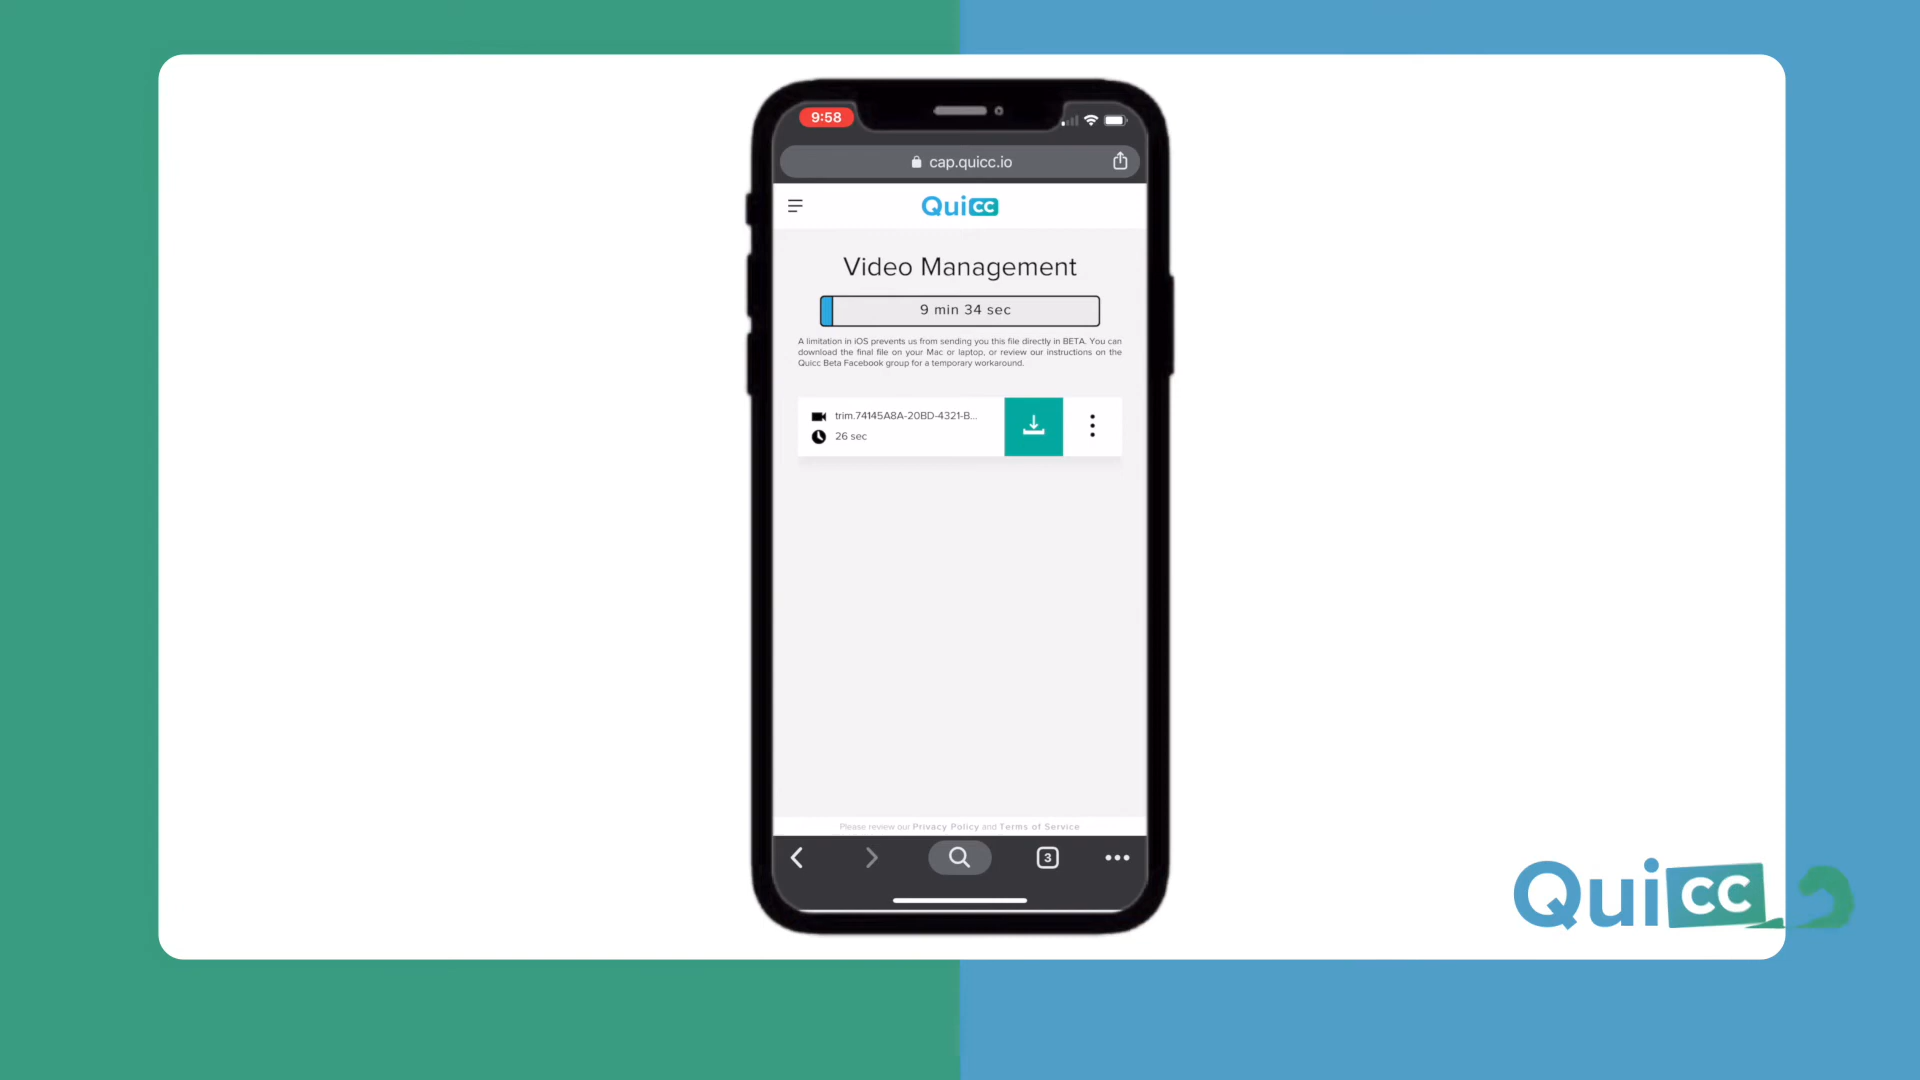 9:58
cap.quicc.io
Quicc
Video Management
9 min 34 sec
A limitation in iOS prevents us from sending you this file directly in BETA. You can
download the final file on your Mac or laptop, or review our instructions on the
Quicc Beta Facebook group for a temporary workaround.
trim.74145A8A-20BD-4321-B...
26 sec
Please review our Privacy Policy and Terms of Service
3
Quicc